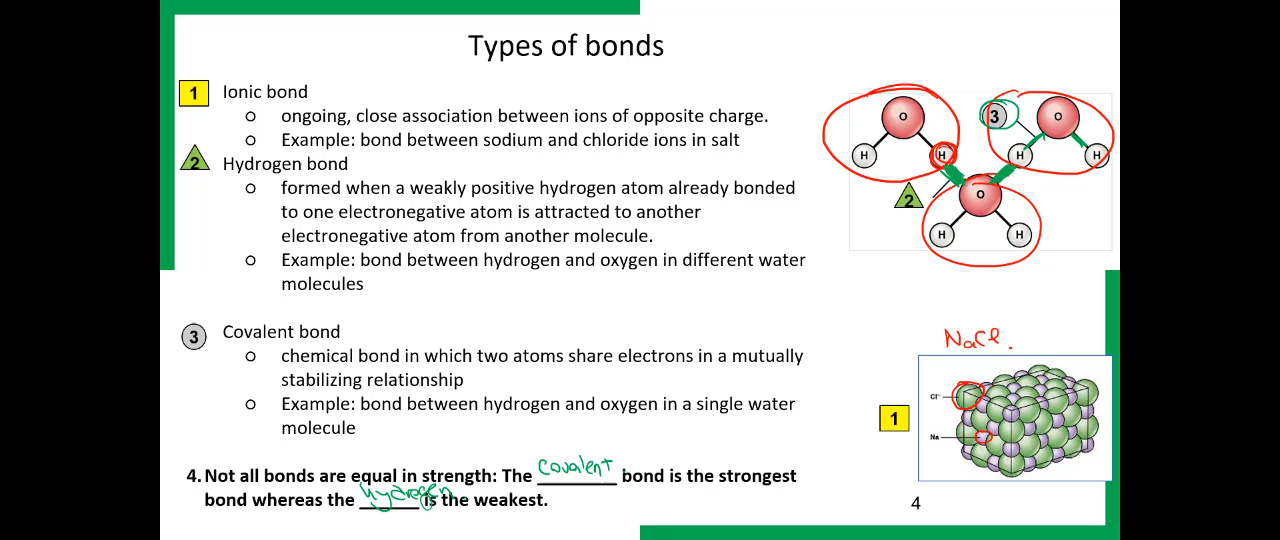 Types of bonds
1 Ionic bond
o ongoing, close association between ions of opposite charge.
o Example: bond between sodium and chloride ions in salt
2 Hydrogen bond
o formed when a weakly positive hydrogen atom already bonded
to one electronegative atom is attracted to another
electronegative atom from another molecule.
o Example: bond between hydrogen and oxygen in different water
molecules
3 Covalent bond
o chemical bond in which two atoms share electrons in a mutually
stabilizing relationship
o Example: bond between hydrogen and oxygen in a single water
molecule
4. Not all bonds are equal in strength: The covalent bond is the strongest
bond whereas the hydrogen is the weakest.
O 3 O
H H H H
2 O
H H
NaCl.
Cl⁻
1
Na
4